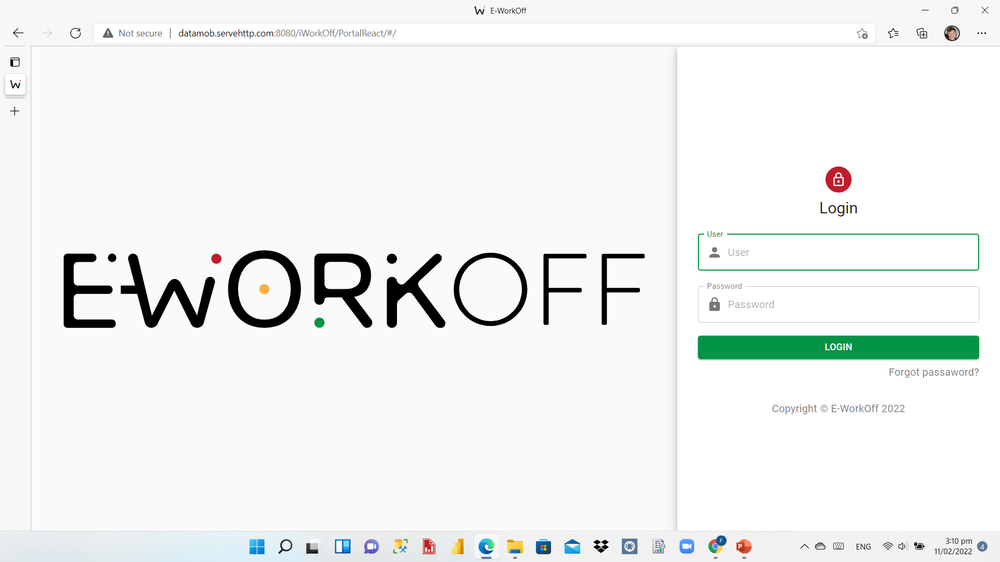 E-WorkOff
Not secure
datamob.servehttp.com:8080/iWorkOff/PortalReact/#/
E-WORKOFF
Login
User
User
Password
Password
LOGIN
Forgot passaword?
Copyright © E-WorkOff 2022
F
P
ENG
3:10 pm
11/02/2022
4